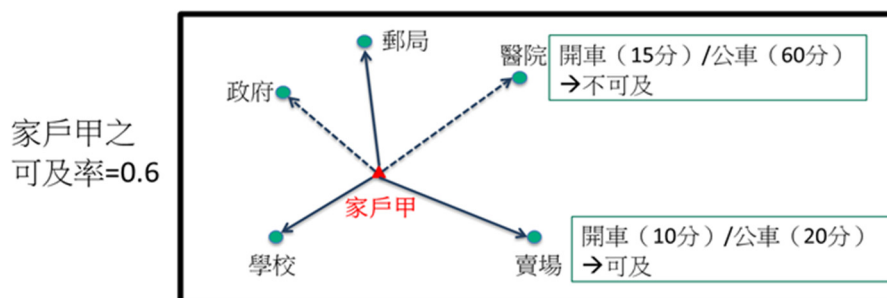 郵局
醫院
開車（15分）/公車（60分）
→不可及
政府
家戶甲之
可及率=0.6
家戶甲
學校
賣場
開車（10分）/公車（20分）
→可及